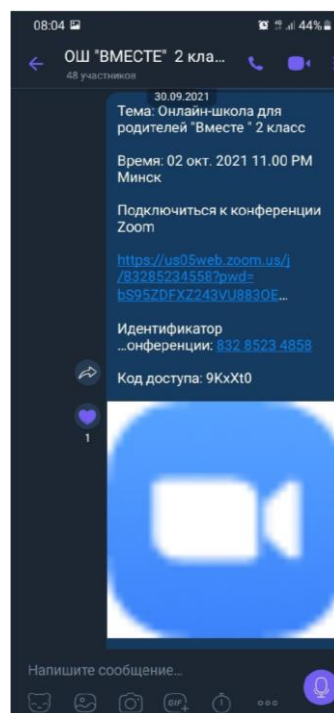 08:04 44%
ОШ "ВМЕСТЕ" 2 кла...
48 участников
30.09.2021
Тема: Онлайн-школа для
родителей "Вместе " 2 класс
Время: 02 окт. 2021 11.00 PM
Минск
Подключиться к конференции
Zoom
https://us05web.zoom.us/j
/83285234558?pwd=
bS95ZDFXZ243VU883OE...
Идентификатор
...онференции: 832 8523 4858
Код доступа: 9KxXt0
1
Напишите сообщение...
GIF